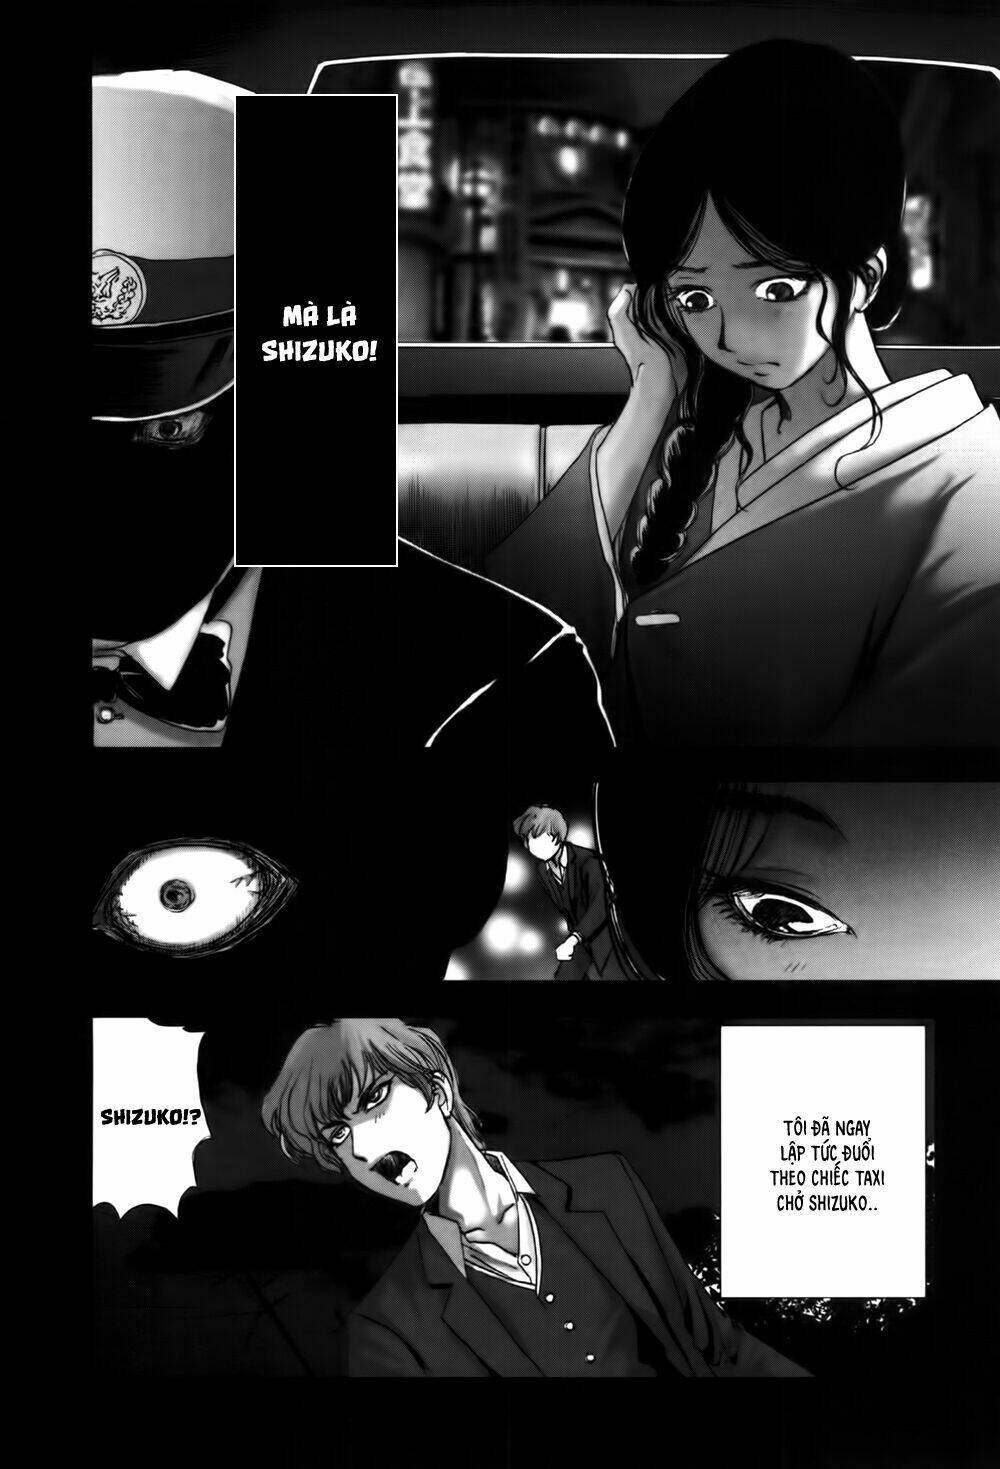 MÀ LÀ
SHIZUKO!
TÔI ĐÃ NGAY
LẬP TỨC ĐUỔI
THEO CHIẾC TAXI
CHỞ SHIZUKO..
SHIZUKO!?